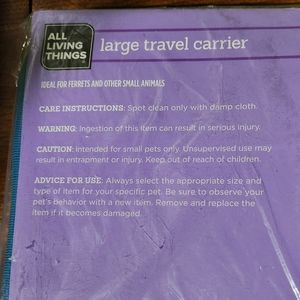 ALL
LIVING
THINGS
large travel carrier
IDEAL FOR FERRETS AND OTHER SMALL ANIMALS
CARE INSTRUCTIONS: Spot clean only with damp cloth.
WARNING: Ingestion of this item can result in serious injury.
CAUTION: Intended for small pets only. Unsupervised use may
result in entrapment or injury. Keep out of reach of children.
ADVICE FOR USE: Always select the appropriate size and
type of item for your specific pet. Be sure to observe your
pet's behavior with a new item. Remove and replace the
item if it becomes damaged.